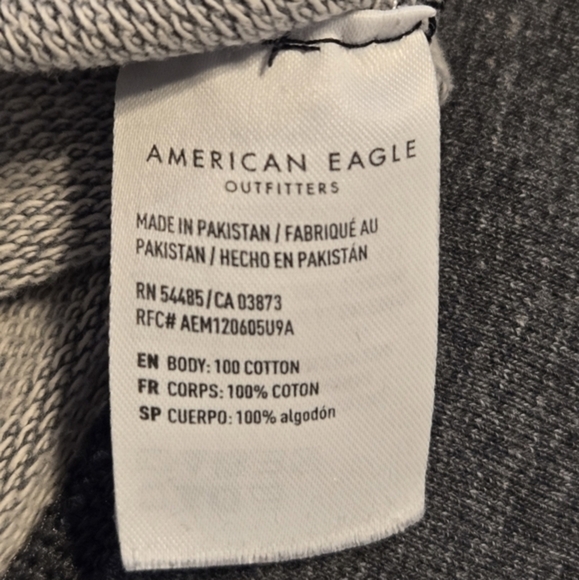 AMERICAN EAGLE
OUTFITTERS
MADE IN PAKISTAN / FABRIQUÉ AU
PAKISTAN / HECHO EN PAKISTÁN
RN 54485/CA 03873
RFC# AEM120605U9A
EN BODY: 100 COTTON
FR CORPS: 100% COTON
SP CUERPO: 100% algodón